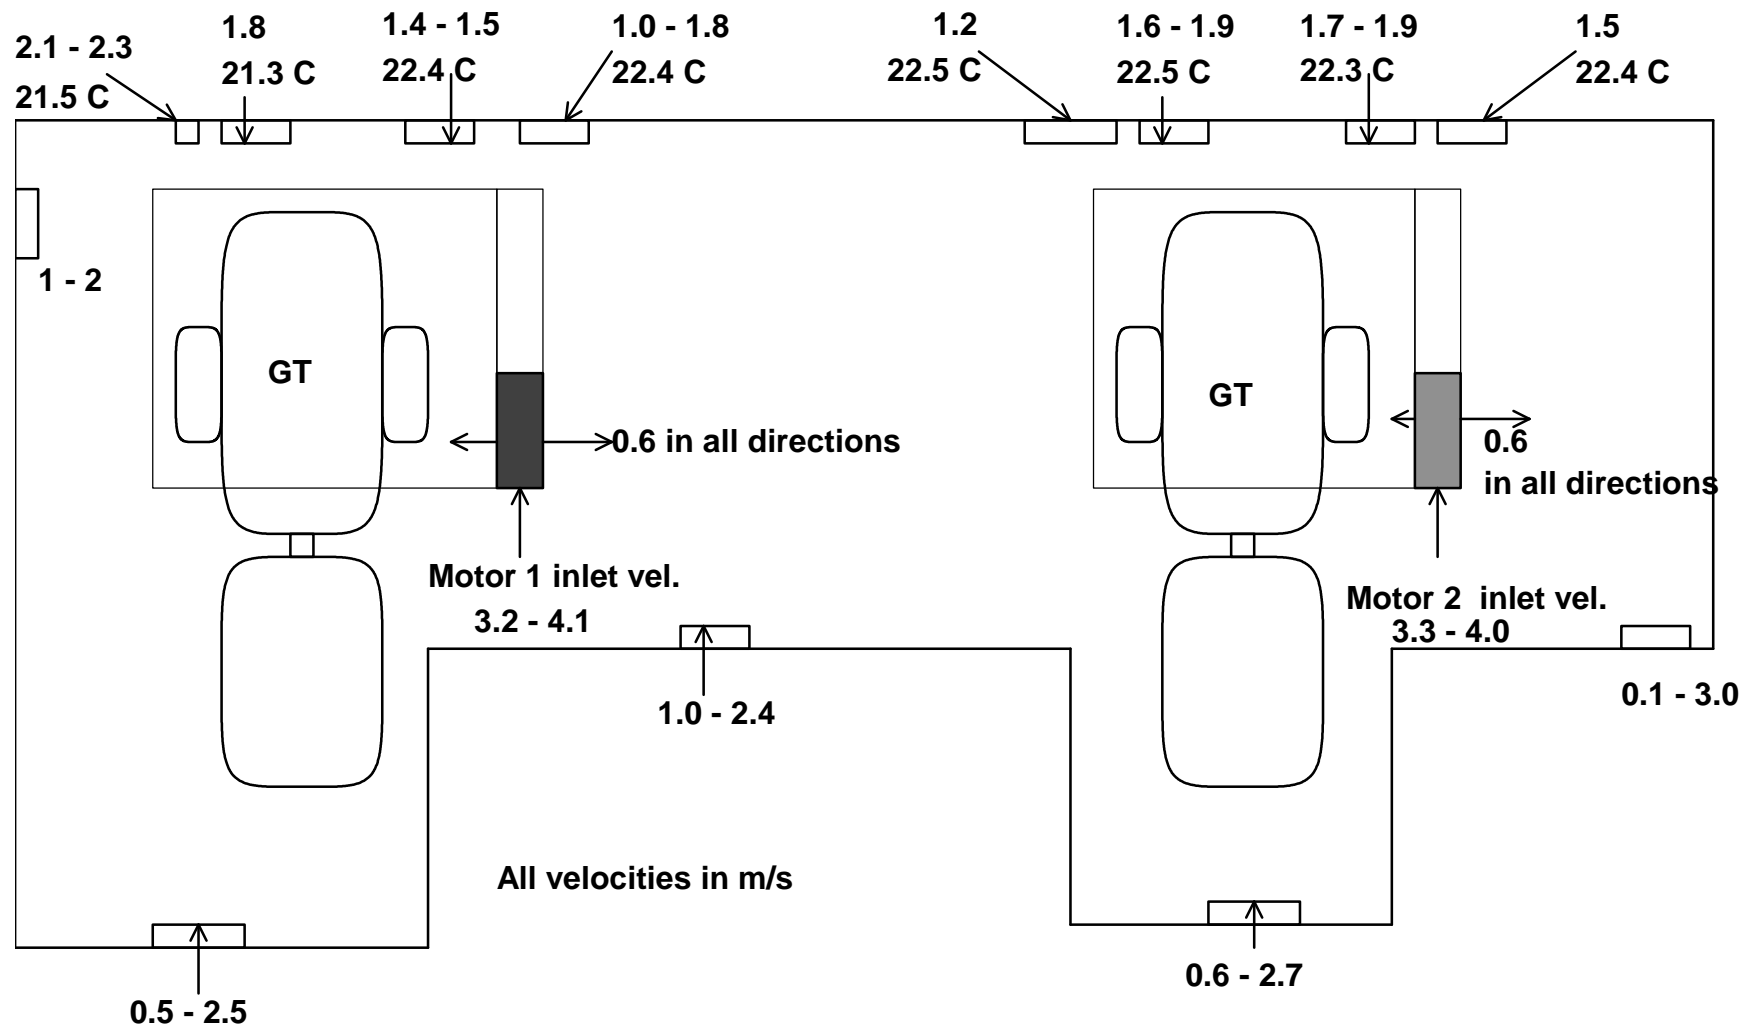 2.1 - 2.3
21.5 C
1.8
21.3 C
1.4 - 1.5
22.4 C
1.0 - 1.8
22.4 C
1.2
22.5 C
1.6 - 1.9
22.5 C
1.7 - 1.9
22.3 C
1.5
22.4 C
1 - 2
GT
0.6 in all directions
GT
0.6
in all directions
Motor 1 inlet vel.
3.2 - 4.1
Motor 2 inlet vel.
3.3 - 4.0
1.0 - 2.4
0.1 - 3.0
All velocities in m/s
0.5 - 2.5
0.6 - 2.7